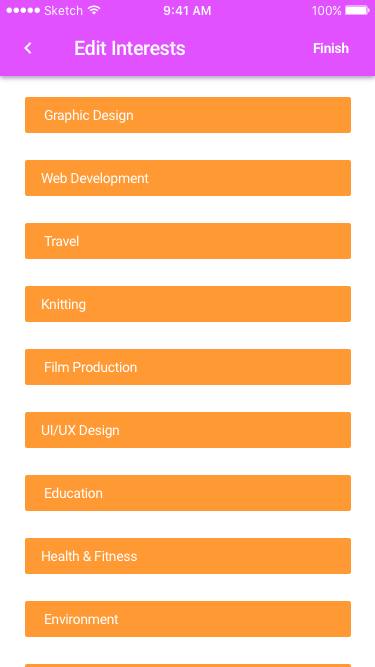 Sketch 9:41 AM 100%
Edit Interests Finish
Graphic Design
Web Development
Travel
Knitting
Film Production
UI/UX Design
Education
Health & Fitness
Environment